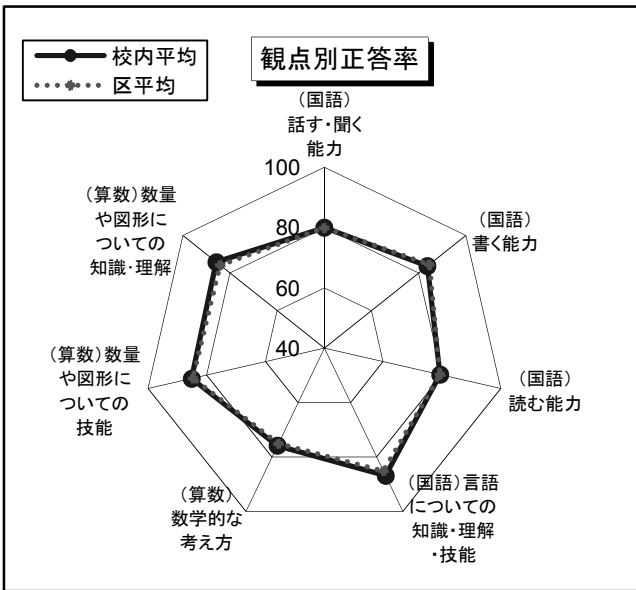 校内平均
区平均
観点別正答率
(国語)
話す・聞く
能力
(国語)
書く能力
(国語)
読む能力
(国語)言語
についての
知識・理解
・技能
(算数)
数学的な
考え方
(算数)数量
や図形に
ついての
技能
(算数)数量
や図形に
ついての
知識・理解
100
80
60
40